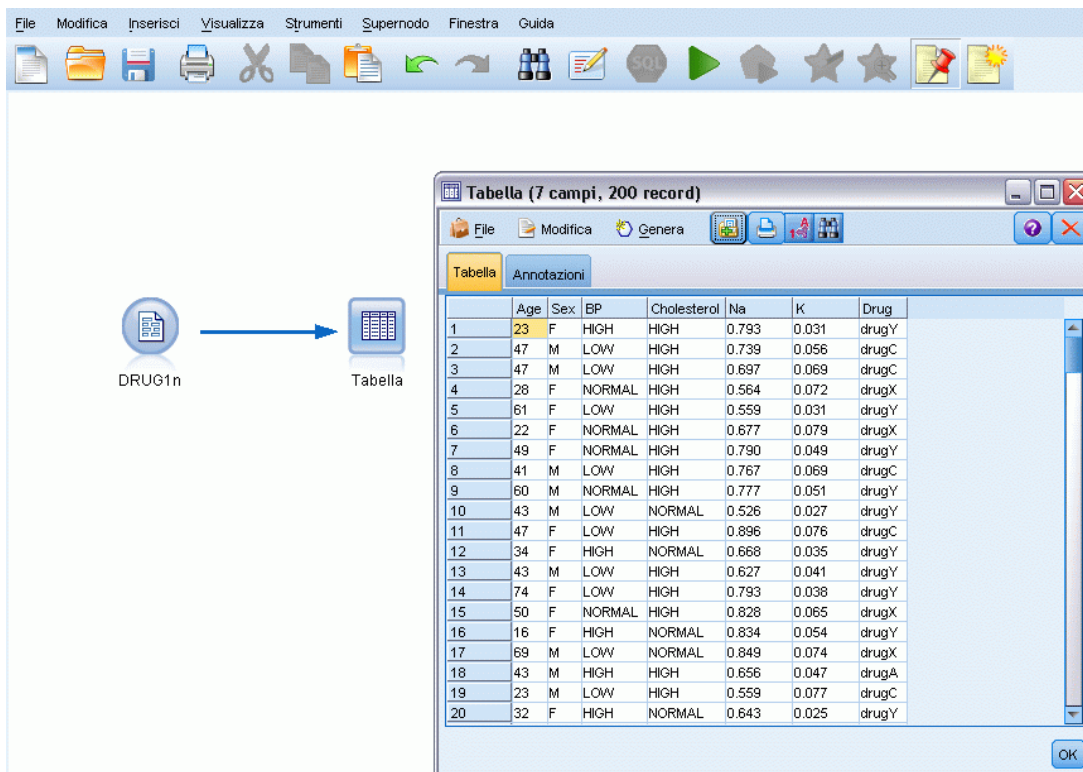 File Modifica Inserisci Visualizza Strumenti Supernodo Finestra Guida
SQL
DRUG1n
Tabella
Tabella (7 campi, 200 record)
File Modifica Genera
Tabella Annotazioni
Age Sex BP Cholesterol Na K Drug
1 23 F HIGH HIGH 0.793 0.031 drugY
2 47 M LOW HIGH 0.739 0.056 drugC
3 47 M LOW HIGH 0.697 0.069 drugC
4 28 F NORMAL HIGH 0.564 0.072 drugX
5 61 F LOW HIGH 0.559 0.031 drugY
6 22 F NORMAL HIGH 0.677 0.079 drugX
7 49 F NORMAL HIGH 0.790 0.049 drugY
8 41 M LOW HIGH 0.767 0.069 drugC
9 60 M NORMAL HIGH 0.777 0.051 drugY
10 43 M LOW NORMAL 0.526 0.027 drugY
11 47 F LOW HIGH 0.896 0.076 drugC
12 34 F HIGH NORMAL 0.668 0.035 drugY
13 43 M LOW HIGH 0.627 0.041 drugY
14 74 F LOW HIGH 0.793 0.038 drugY
15 50 F NORMAL HIGH 0.828 0.065 drugX
16 16 F HIGH NORMAL 0.834 0.054 drugY
17 69 M LOW NORMAL 0.849 0.074 drugX
18 43 M HIGH HIGH 0.656 0.047 drugA
19 23 M LOW HIGH 0.559 0.077 drugC
20 32 F HIGH NORMAL 0.643 0.025 drugY
OK